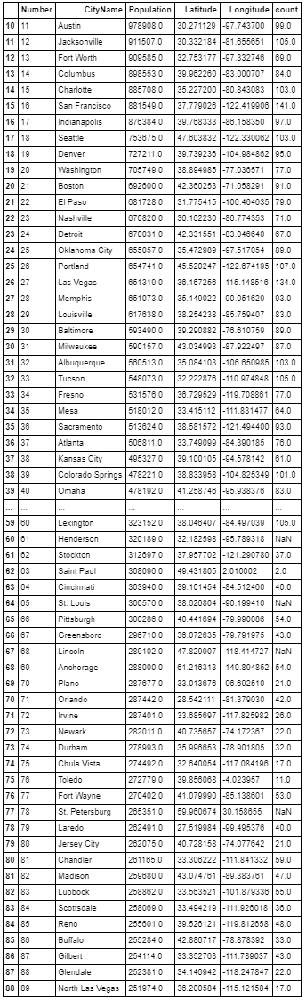 Number CityName Population Latitude Longitude count
10 11 Austin 978908.0 30.271129 -97.743700 99.0
11 12 Jacksonville 911507.0 30.332184 -81.655651 105.0
12 13 Fort Worth 909585.0 32.753177 -97.332746 69.0
13 14 Columbus 898553.0 39.962260 -83.000707 84.0
14 15 Charlotte 885708.0 35.227200 -80.843083 103.0
15 16 San Francisco 881549.0 37.779026 -122.419906 141.0
16 17 Indianapolis 876384.0 39.768333 -86.158350 97.0
17 18 Seattle 753675.0 47.603832 -122.330062 103.0
18 19 Denver 727211.0 39.739236 -104.984862 95.0
19 20 Washington 705749.0 38.894985 -77.036571 77.0
20 21 Boston 692600.0 42.360253 -71.058291 91.0
21 22 El Paso 681728.0 31.775415 -106.464635 79.0
22 23 Nashville 670820.0 36.162230 -86.774353 71.0
23 24 Detroit 670031.0 42.331551 -83.046640 67.0
24 25 Oklahoma City 655057.0 35.472989 -97.517054 89.0
25 26 Portland 654741.0 45.520247 -122.674195 107.0
26 27 Las Vegas 651319.0 36.167256 -115.148516 134.0
27 28 Memphis 651073.0 35.149022 -90.051629 93.0
28 29 Louisville 617638.0 38.254238 -85.759407 83.0
29 30 Baltimore 593490.0 39.290882 -76.610759 89.0
30 31 Milwaukee 590157.0 43.034993 -87.922497 87.0
31 32 Albuquerque 560513.0 35.084103 -106.650985 103.0
32 33 Tucson 548073.0 32.222876 -110.974848 105.0
33 34 Fresno 531576.0 36.729529 -119.708861 77.0
34 35 Mesa 518012.0 33.415112 -111.831477 64.0
35 36 Sacramento 513624.0 38.581572 -121.494400 93.0
36 37 Atlanta 506811.0 33.749099 -84.390185 76.0
37 38 Kansas City 495327.0 39.100105 -94.578142 61.0
38 39 Colorado Springs 478221.0 38.833958 -104.825349 101.0
39 40 Omaha 478192.0 41.258746 -95.938376 83.0
... ... ... ... ... ... ...
59 60 Lexington 323152.0 38.046407 -84.497039 105.0
60 61 Henderson 320189.0 32.182598 -95.789318 NaN
61 62 Stockton 312697.0 37.957702 -121.290780 37.0
62 63 Saint Paul 308096.0 49.431805 2.010002 2.0
63 64 Cincinnati 303940.0 39.101454 -84.512460 40.0
64 65 St. Louis 300576.0 38.626804 -90.199410 NaN
65 66 Pittsburgh 300286.0 40.441694 -79.990086 54.0
66 67 Greensboro 296710.0 36.072635 -79.791975 43.0
67 68 Lincoln 289102.0 47.829907 -118.414727 NaN
68 69 Anchorage 288000.0 61.216313 -149.894852 54.0
69 70 Plano 287677.0 33.013676 -96.692510 21.0
70 71 Orlando 287442.0 28.542111 -81.379030 42.0
71 72 Irvine 287401.0 33.685697 -117.825982 26.0
72 73 Newark 282011.0 40.735657 -74.172367 22.0
73 74 Durham 278993.0 35.996653 -78.901805 32.0
74 75 Chula Vista 274492.0 32.640054 -117.084196 17.0
75 76 Toledo 272779.0 39.856068 -4.023957 11.0
76 77 Fort Wayne 270402.0 41.079990 -85.138601 53.0
77 78 St. Petersburg 265351.0 59.960674 30.158655 NaN
78 79 Laredo 262491.0 27.519984 -99.495376 40.0
79 80 Jersey City 262075.0 40.728158 -74.077642 21.0
80 81 Chandler 261165.0 33.306222 -111.841332 59.0
81 82 Madison 259680.0 43.074761 -89.383761 47.0
82 83 Lubbock 258862.0 33.563521 -101.879336 55.0
83 84 Scottsdale 258069.0 33.494219 -111.926018 36.0
84 85 Reno 255601.0 39.526121 -119.812658 48.0
85 86 Buffalo 255284.0 42.886717 -78.878392 33.0
86 87 Gilbert 254114.0 33.352763 -111.789037 43.0
87 88 Glendale 252381.0 34.146942 -118.247847 22.0
88 89 North Las Vegas 251974.0 36.200584 -115.121584 17.0